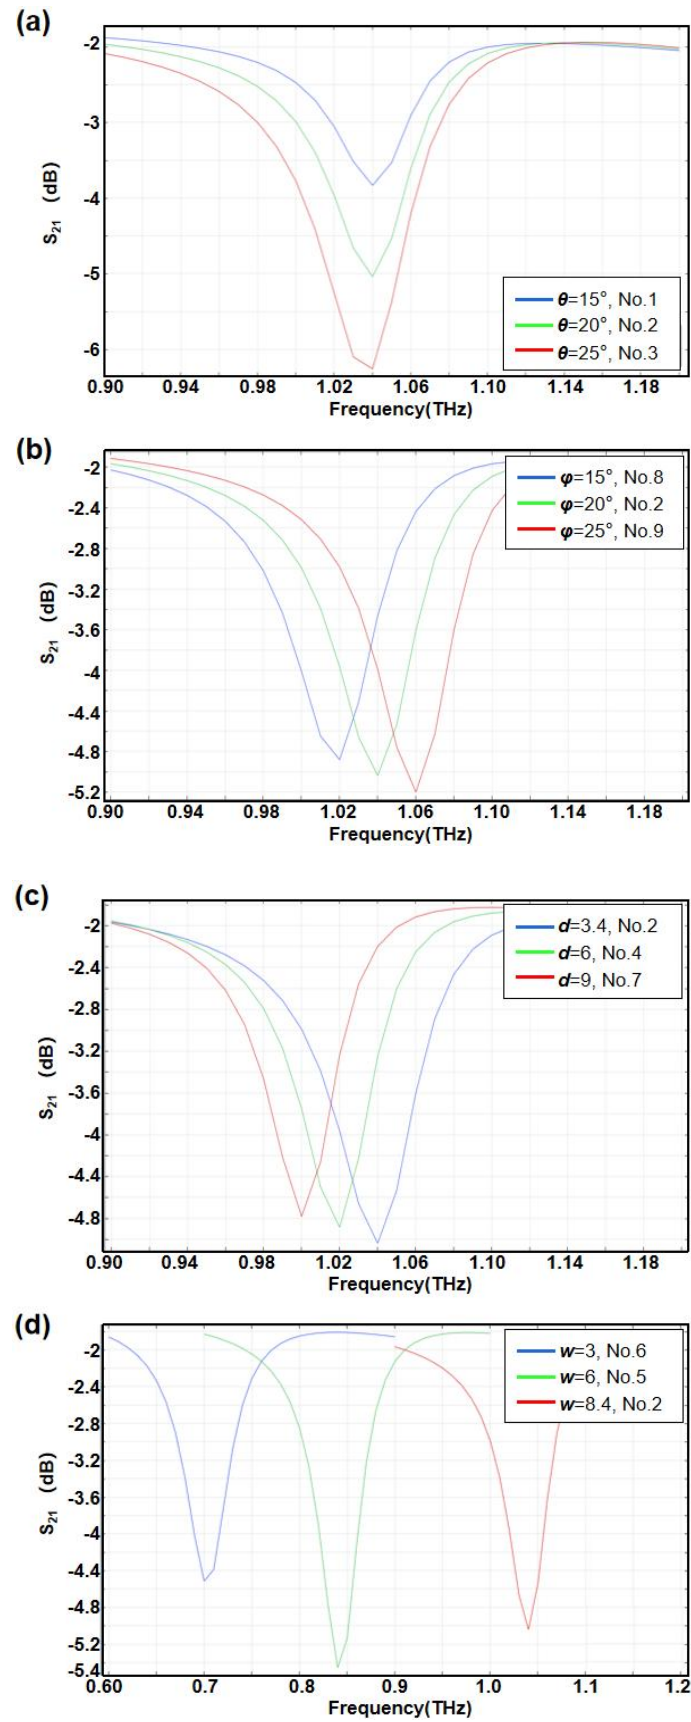 (a)
-2
-3
-4
-5
-6
S21 (dB)
θ=15°, No.1
θ=20°, No.2
θ=25°, No.3
0.90 0.94 0.98 1.02 1.06 1.10 1.14 1.18
Frequency(THz)
(b)
-2
-2.4
-2.8
-3.2
-3.6
-4
-4.4
-4.8
-5.2
S21 (dB)
φ=15°, No.8
φ=20°, No.2
φ=25°, No.9
0.90 0.94 0.98 1.02 1.06 1.10 1.14 1.18
Frequency(THz)
(c)
-2
-2.4
-2.8
-3.2
-3.6
-4
-4.4
-4.8
S21 (dB)
d=3.4, No.2
d=6, No.4
d=9, No.7
0.90 0.94 0.98 1.02 1.06 1.10 1.14 1.18
Frequency(THz)
(d)
-2
-2.4
-2.8
-3.2
-3.6
-4
-4.4
-4.8
-5.2
-5.4
S21 (dB)
w=3, No.6
w=6, No.5
w=8.4, No.2
0.60 0.7 0.8 0.9 1.0 1.1 1.2
Frequency(THz)